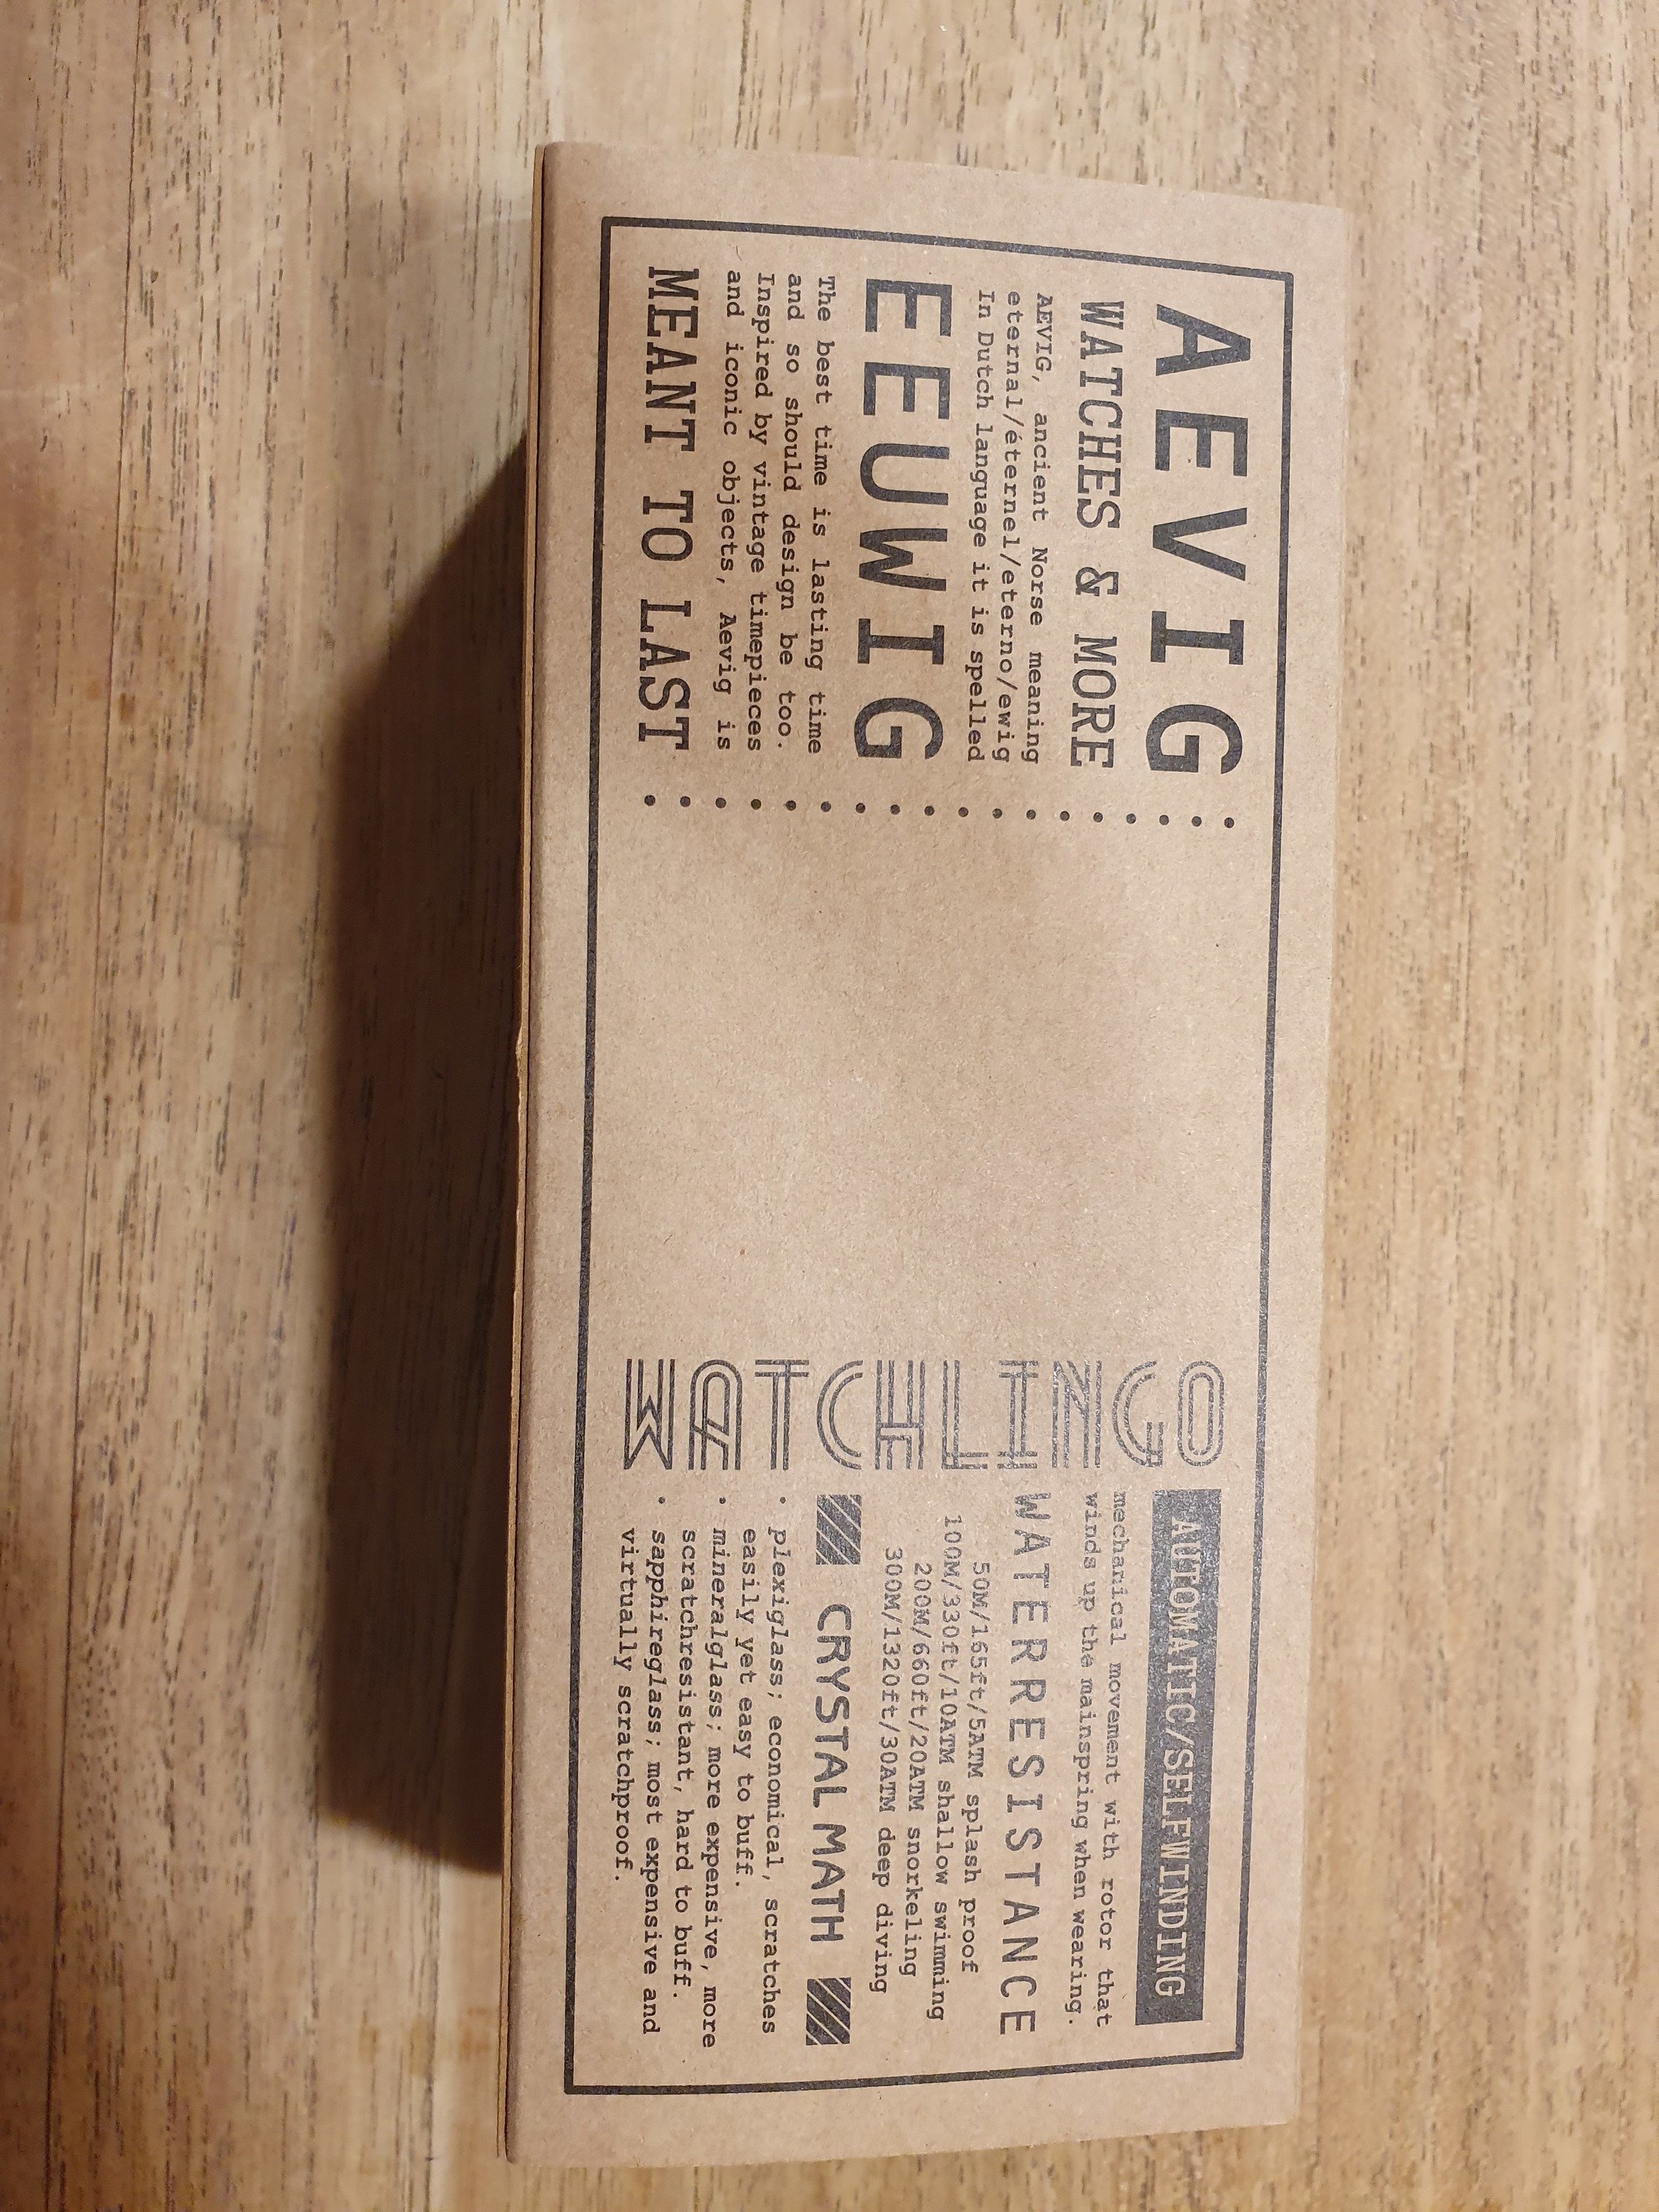 AEVIG
WATCHES & MORE
AEVIG, ancient Norse meaning
eternal/éternel/eterno/ewig
In Dutch language it is spelled
EEUWIG
The best time is lasting time
and so should design be too.
Inspired by vintage timepieces
and iconic objects, Aevig is
MEANT TO LAST
WATCHLINGO
AUTOMATIC/SELFWINDING
mechanical movement with rotor that
winds up the mainspring when wearing.
WATERRESISTANCE
50M/165ft/5ATM splash proof
100M/330ft/10ATM shallow swimming
200M/660ft/20ATM snorkeling
300M/1320ft/30ATM deep diving
CRYSTAL MATH
• plexiglass; economical, scratches
easily yet easy to buff.
• mineralglass; more expensive, more
scratchresistant, hard to buff.
• sapphireglass; most expensive and
virtually scratchproof.